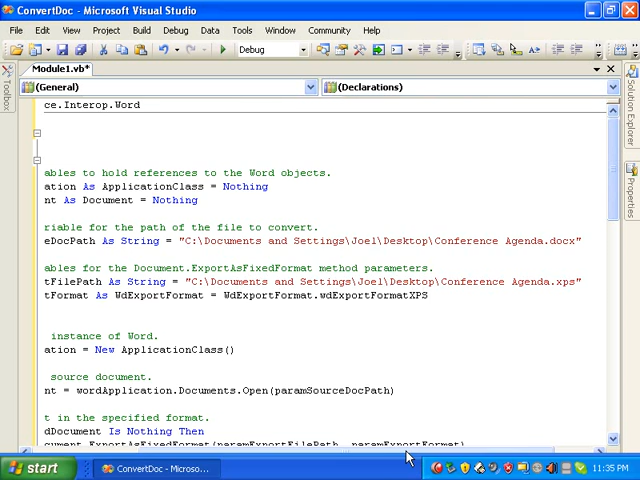 ConvertDoc - Microsoft Visual Studio
File Edit View Project Build Debug Data Tools Window Community Help
Debug
Module1.vb*
(General) (Declarations)
Toolbox
Solution Explorer
Properties
ce.Interop.Word
ables to hold references to the Word objects.
ation As ApplicationClass = Nothing
nt As Document = Nothing
riable for the path of the file to convert.
eDocPath As String = "C:\Documents and Settings\Joel\Desktop\Conference Agenda.docx"
ables for the Document.ExportAsFixedFormat method parameters.
tFilePath As String = "C:\Documents and Settings\Joel\Desktop\Conference Agenda.xps"
tFormat As WdExportFormat = WdExportFormat.wdExportFormatXPS
instance of Word.
ation = New ApplicationClass()
source document.
nt = wordApplication.Documents.Open(paramSourceDocPath)
t in the specified format.
dDocument Is Nothing Then
cument.ExportAsFixedFormat(paramExportFilePath, paramExportFormat)
start ConvertDoc - Microso... 11:35 PM